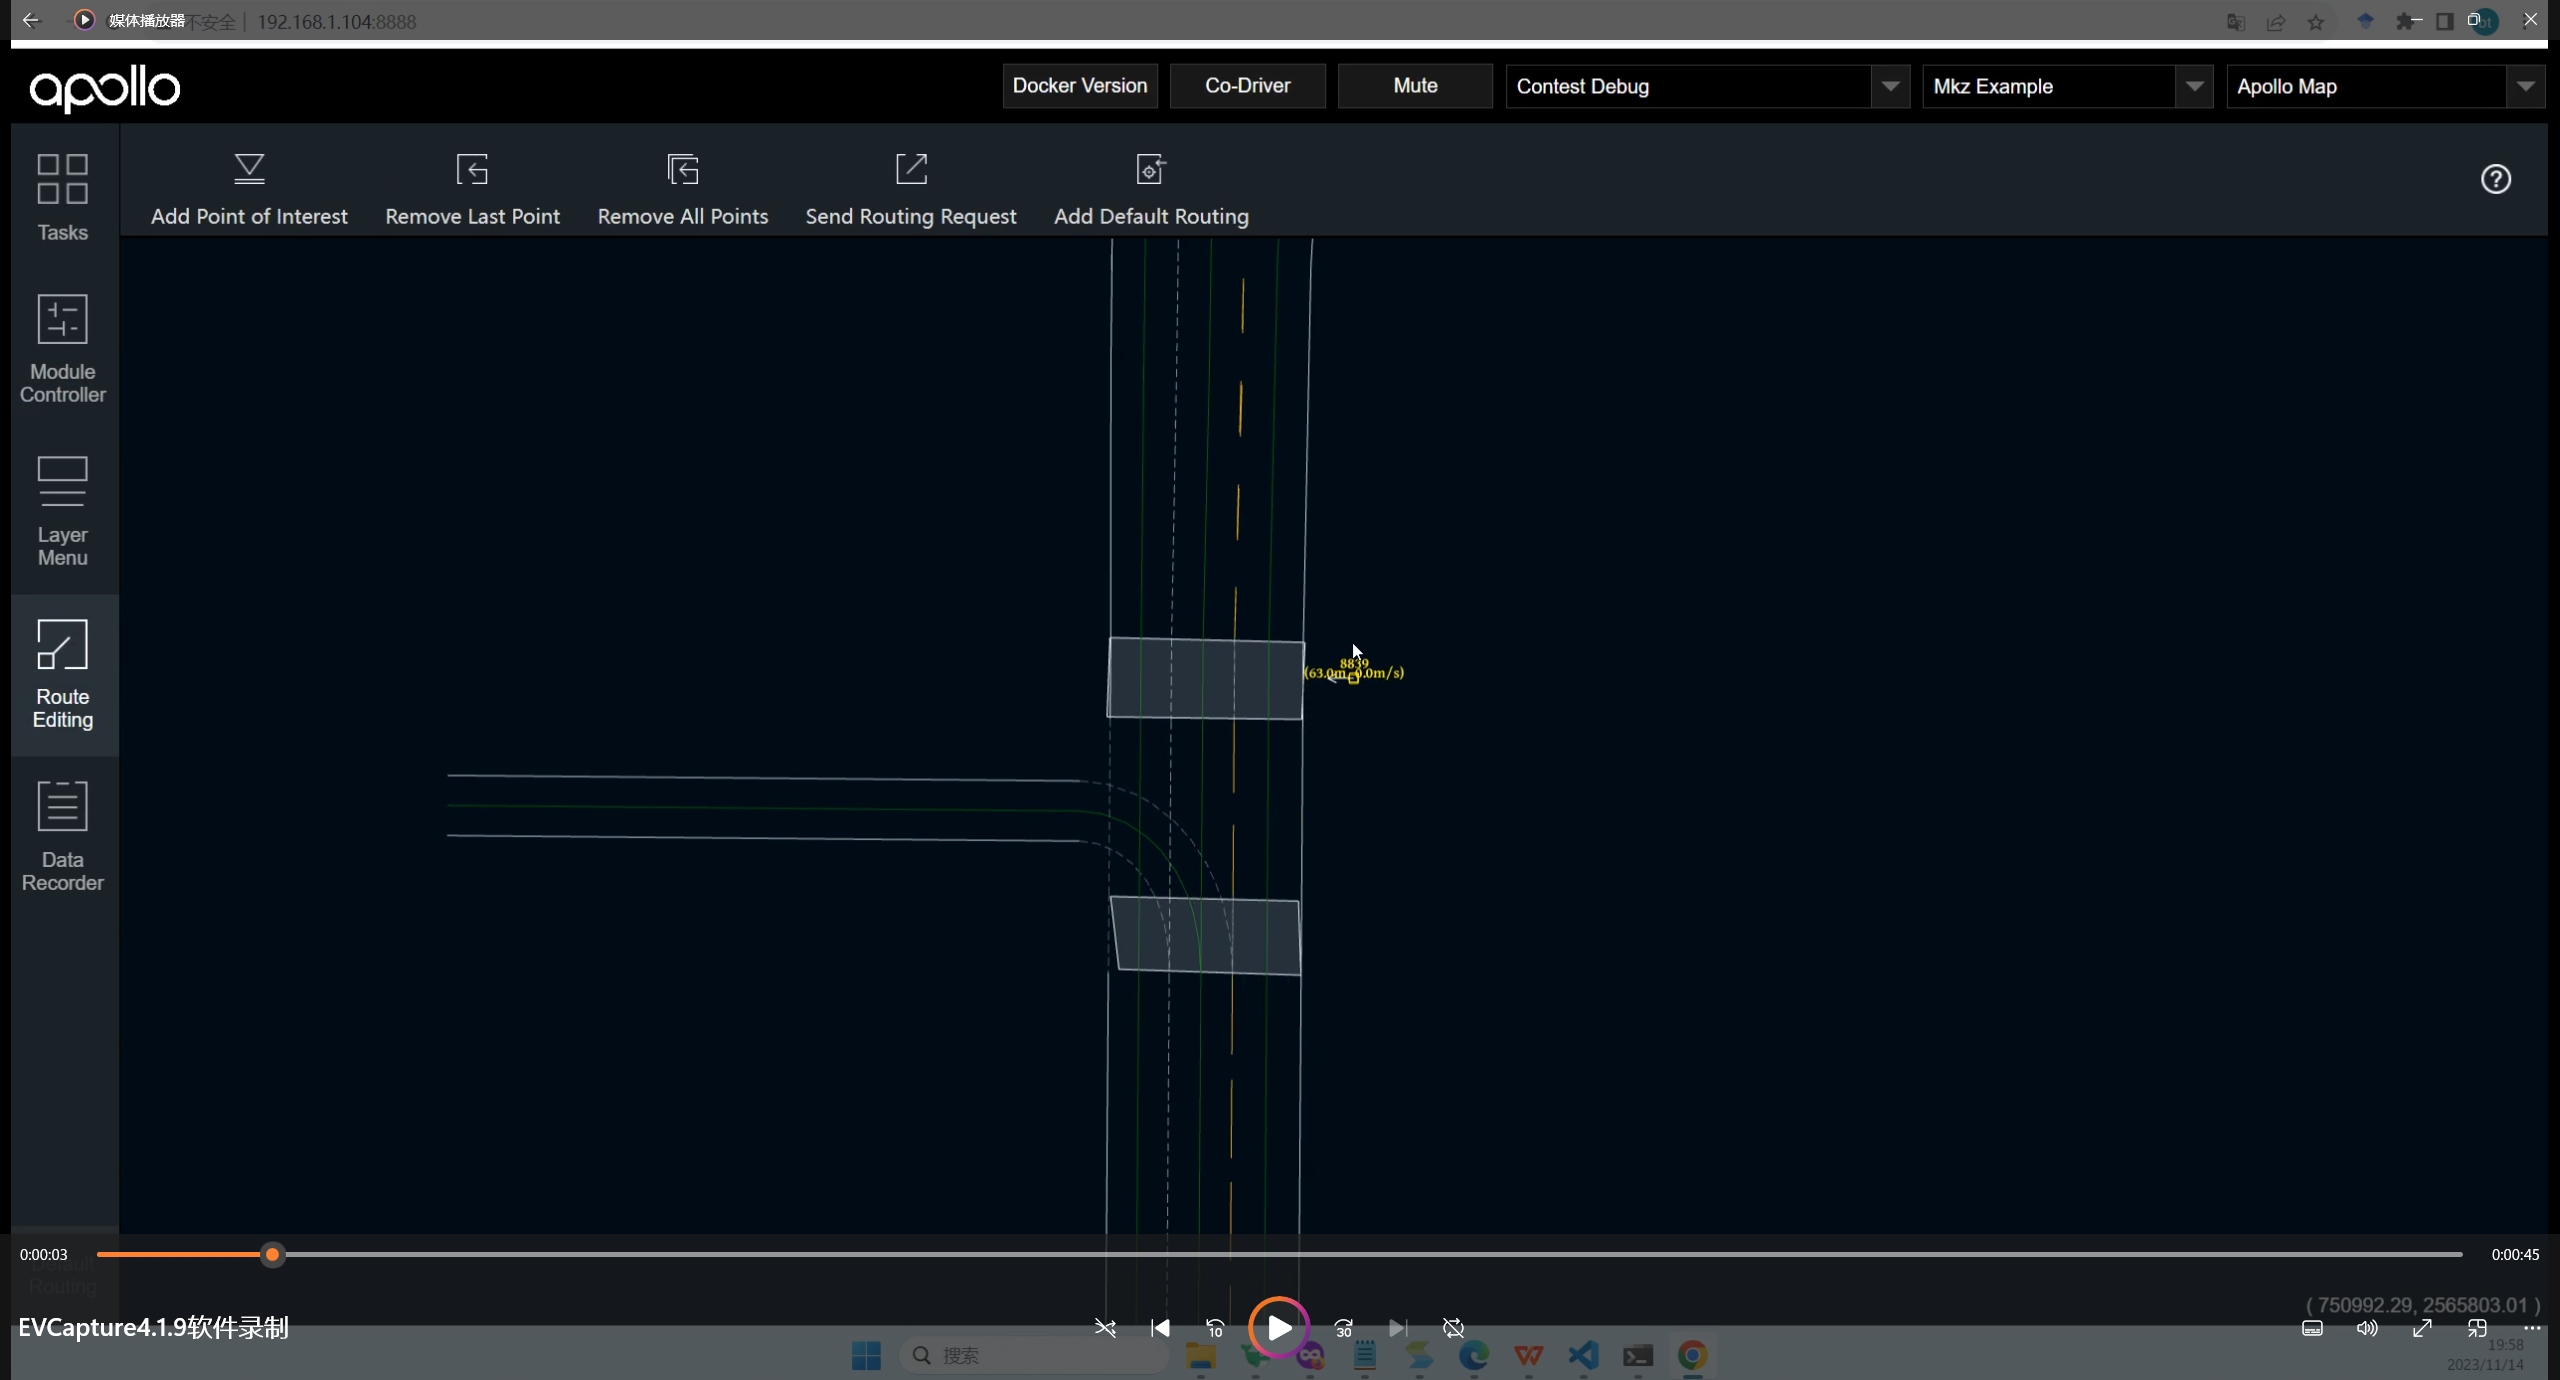 媒体播放器
不安全 | 192.168.1.104:8888
apollo
Docker Version
Co-Driver
Mute
Contest Debug
Mkz Example
Apollo Map
Tasks
Module
Controller
Layer
Menu
Route
Editing
Data
Recorder
Default
Routing
Add Point of Interest
Remove Last Point
Remove All Points
Send Routing Request
Add Default Routing
8839
(63.0m, 0.0m/s)
0:00:03
0:00:45
(750992.29, 2565803.01)
EVCapture4.1.9软件录制
10
30
搜索
19:58
2023/11/14